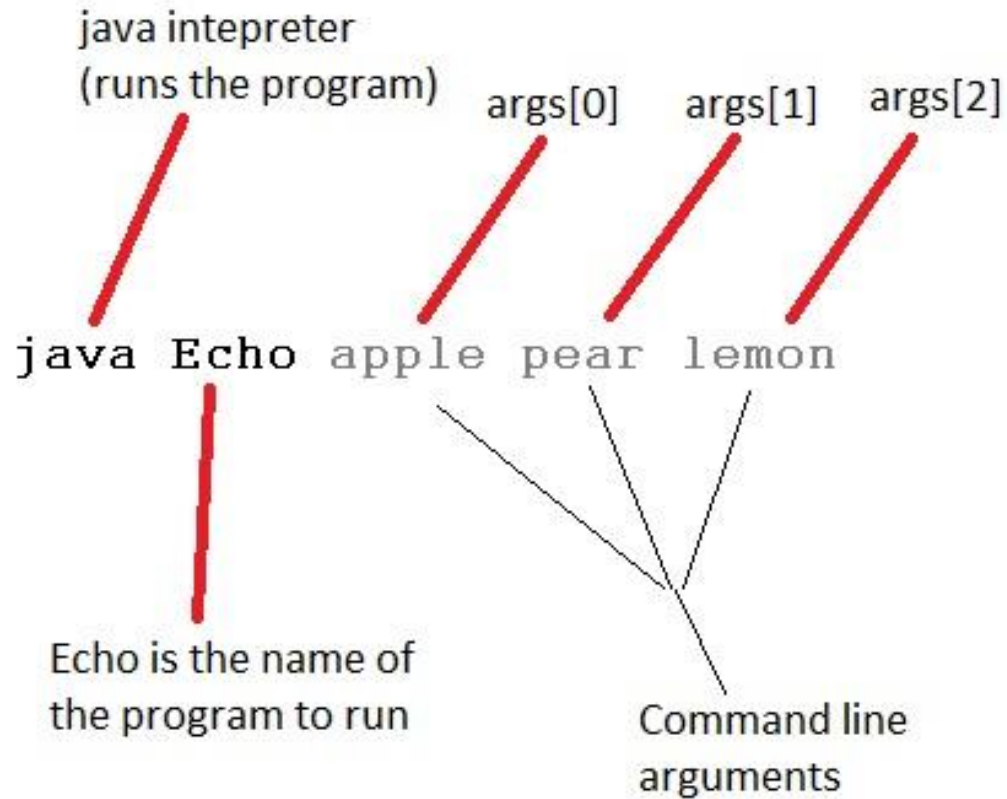 java intepreter
(runs the program)
args[0] args[1] args[2]
java Echo apple pear lemon
Echo is the name of
the program to run
Command line
arguments